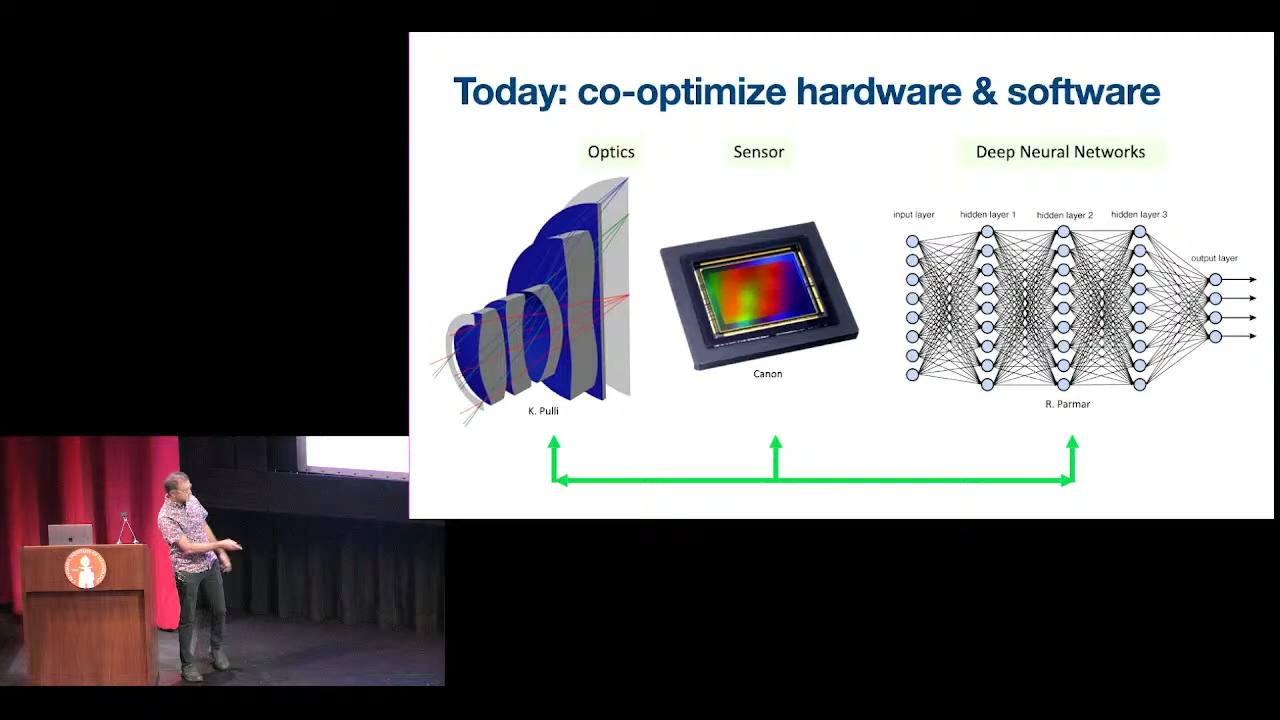 Today: co-optimize hardware & software
Optics
Sensor
Deep Neural Networks
input layer
hidden layer 1
hidden layer 2
hidden layer 3
output layer
Canon
K. Pulli
R. Parmar